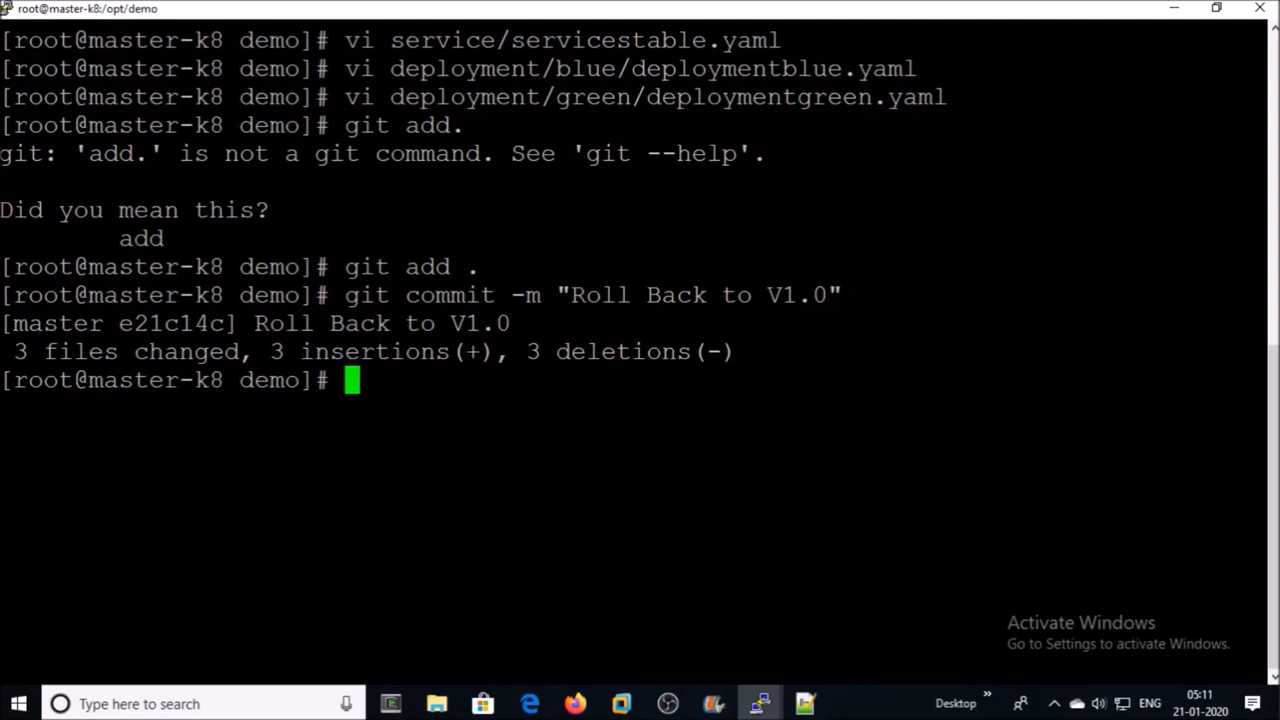 root@master-k8:/opt/demo
[root@master-k8 demo]# vi service/servicestable.yaml
[root@master-k8 demo]# vi deployment/blue/deploymentblue.yaml
[root@master-k8 demo]# vi deployment/green/deploymentgreen.yaml
[root@master-k8 demo]# git add.
git: 'add.' is not a git command. See 'git --help'.
Did you mean this?
add
[root@master-k8 demo]# git add .
[root@master-k8 demo]# git commit -m "Roll Back to V1.0"
[master e21c14c] Roll Back to V1.0
3 files changed, 3 insertions(+), 3 deletions(-)
[root@master-k8 demo]#
Activate Windows
Go to Settings to activate Windows.
Type here to search
Desktop
ENG
05:11
21-01-2020